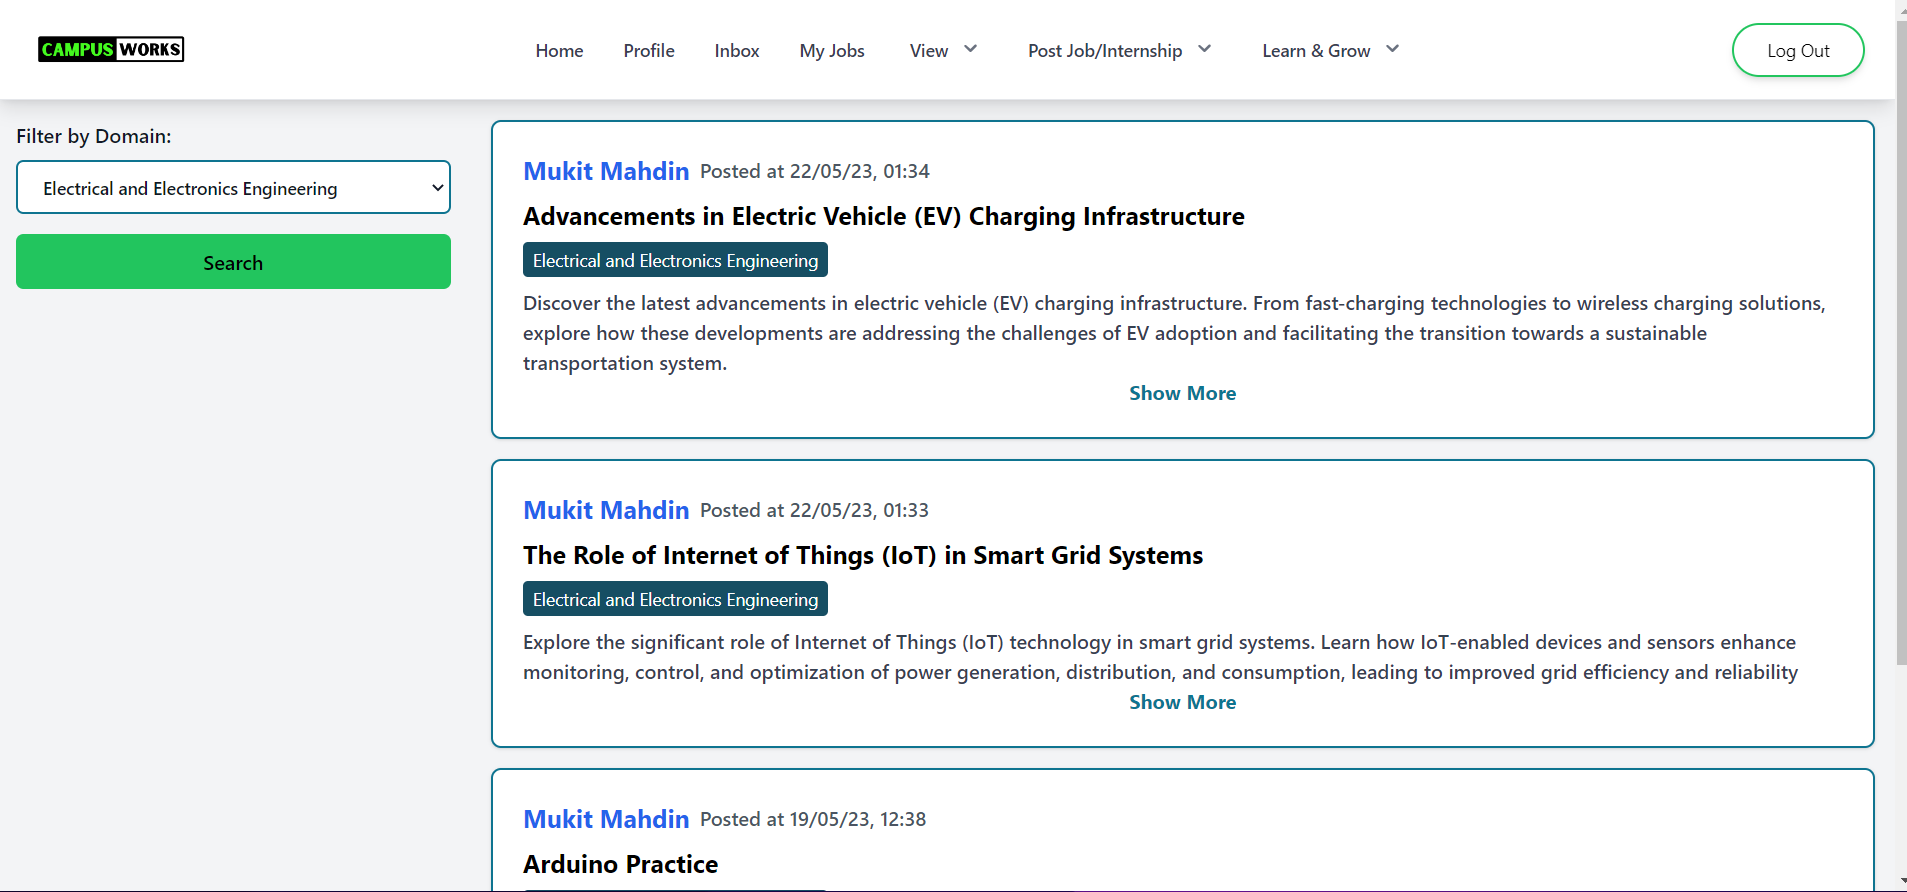 CAMPUS WORKS
Home Profile Inbox My Jobs View Post Job/Internship Learn & Grow Log Out
Filter by Domain:
Electrical and Electronics Engineering
Search
Mukit Mahdin Posted at 22/05/23, 01:34
Advancements in Electric Vehicle (EV) Charging Infrastructure
Electrical and Electronics Engineering
Discover the latest advancements in electric vehicle (EV) charging infrastructure. From fast-charging technologies to wireless charging solutions,
explore how these developments are addressing the challenges of EV adoption and facilitating the transition towards a sustainable
transportation system.
Show More
Mukit Mahdin Posted at 22/05/23, 01:33
The Role of Internet of Things (IoT) in Smart Grid Systems
Electrical and Electronics Engineering
Explore the significant role of Internet of Things (IoT) technology in smart grid systems. Learn how IoT-enabled devices and sensors enhance
monitoring, control, and optimization of power generation, distribution, and consumption, leading to improved grid efficiency and reliability
Show More
Mukit Mahdin Posted at 19/05/23, 12:38
Arduino Practice